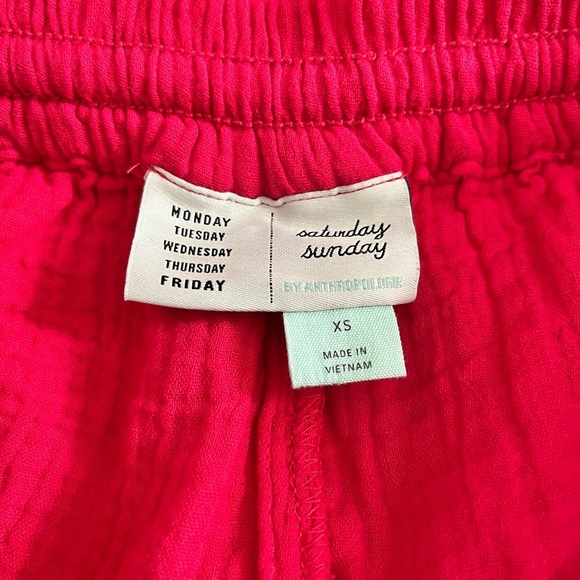 MONDAY
TUESDAY
WEDNESDAY
THURSDAY
FRIDAY
saturday
sunday
BY ANTHROPOLOGIE
XS
MADE IN
VIETNAM